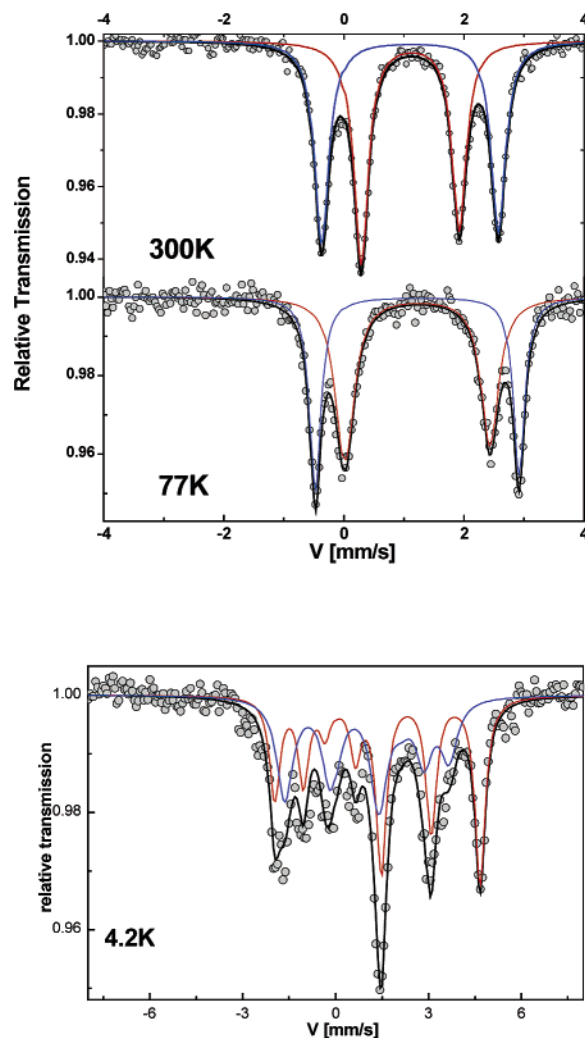 -4 -2 0 2 4
1.00
0.98
0.96
0.94
300K
Relative Transmission
1.00
0.98
0.96
77K
-4 -2 0 2 4
V [mm/s]
1.00
0.98
0.96
relative transmission
4.2K
-6 -3 0 3 6
V [mm/s]